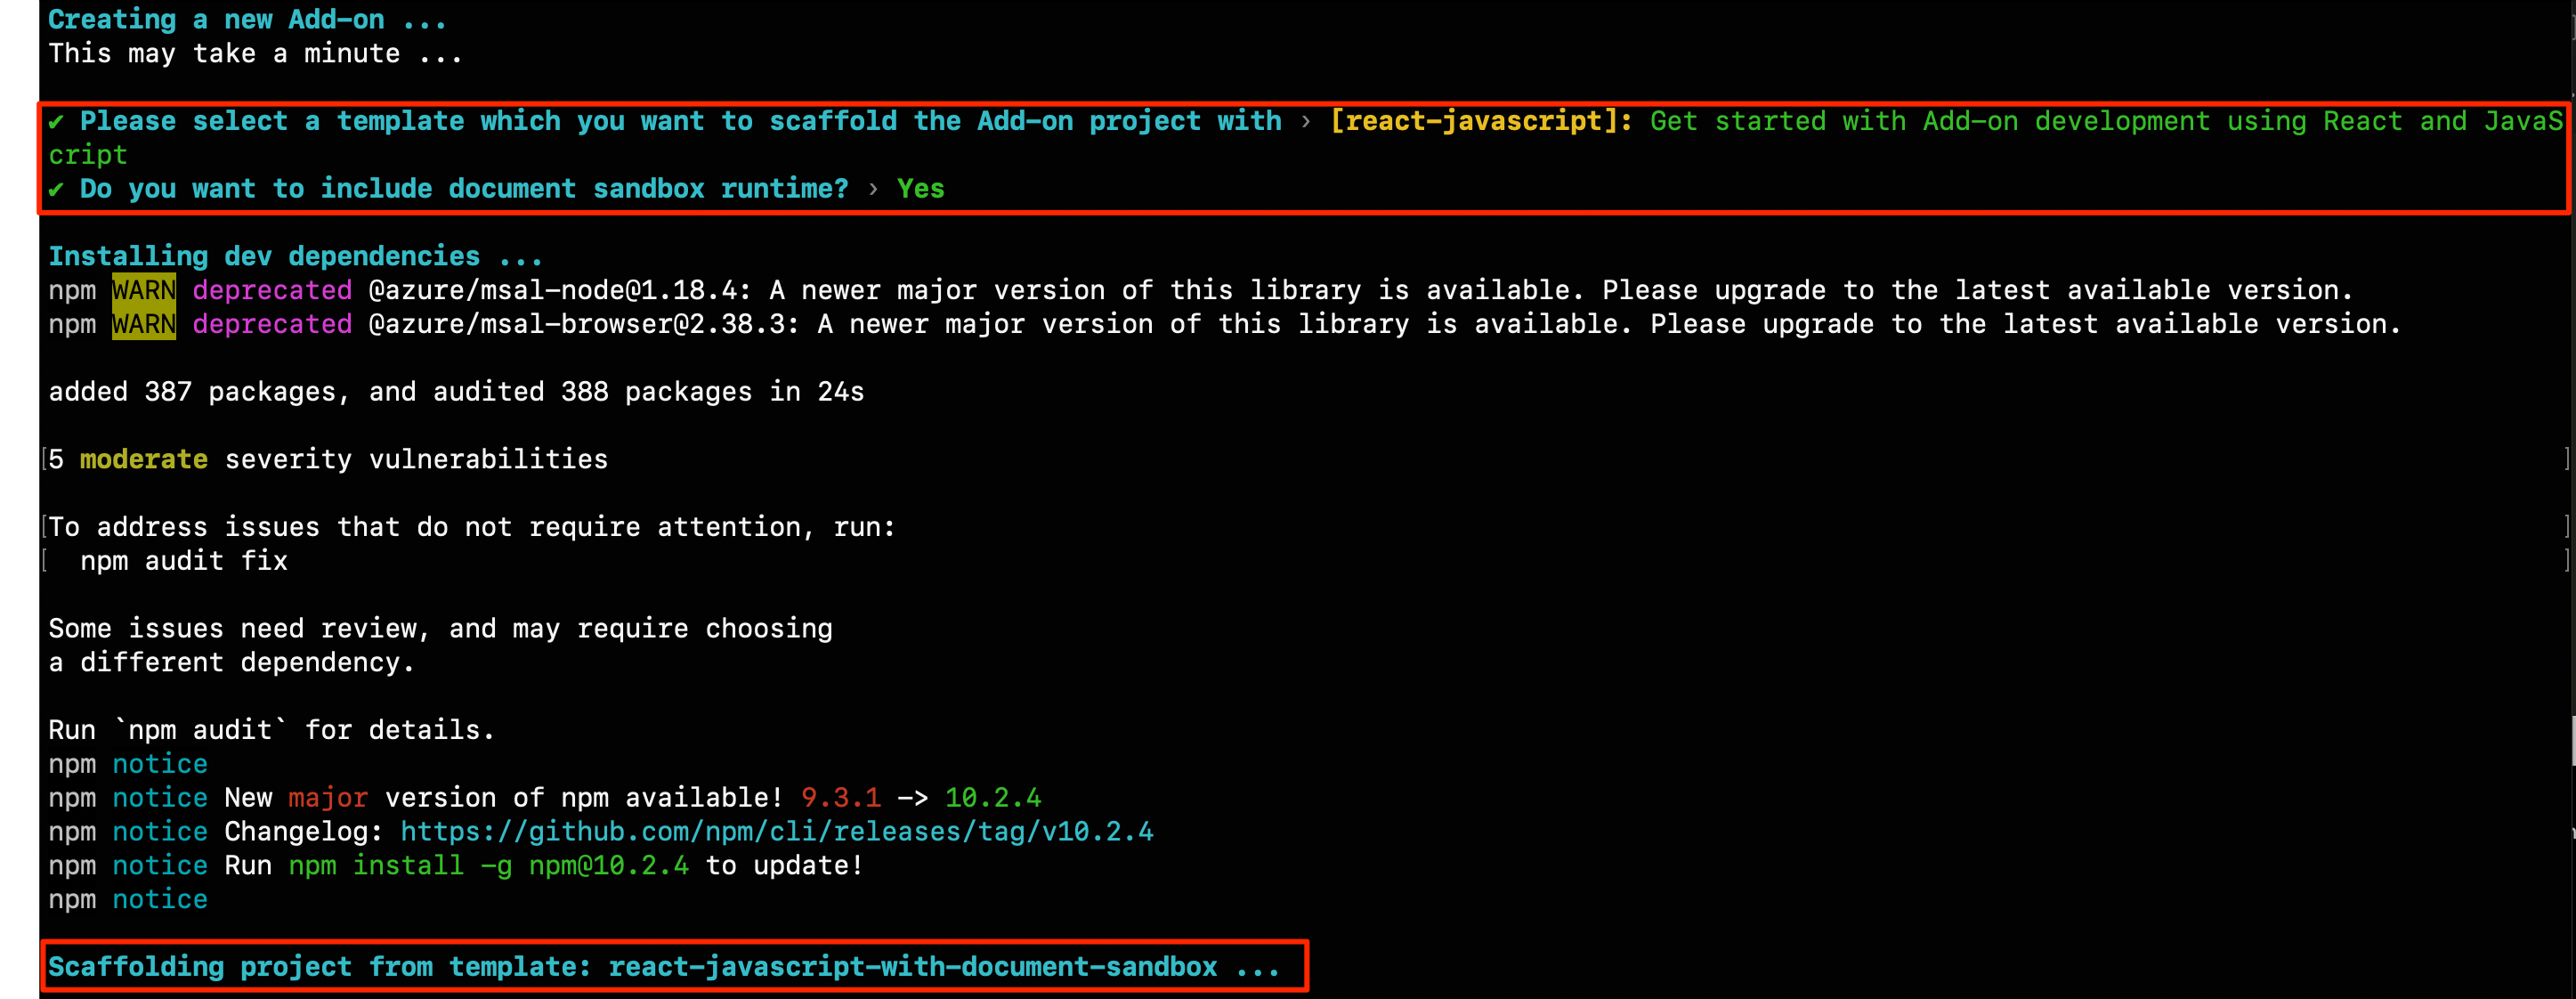 Creating a new Add-on ...
This may take a minute ...
✔ Please select a template which you want to scaffold the Add-on project with › [react-javascript]: Get started with Add-on development using React and JavaS
cript
✔ Do you want to include document sandbox runtime? › Yes
Installing dev dependencies ...
npm WARN deprecated @azure/msal-node@1.18.4: A newer major version of this library is available. Please upgrade to the latest available version.
npm WARN deprecated @azure/msal-browser@2.38.3: A newer major version of this library is available. Please upgrade to the latest available version.
added 387 packages, and audited 388 packages in 24s
[5 moderate severity vulnerabilities ]
[To address issues that do not require attention, run: ]
[  npm audit fix ]
Some issues need review, and may require choosing
a different dependency.
Run `npm audit` for details.
npm notice
npm notice New major version of npm available! 9.3.1 -> 10.2.4
npm notice Changelog: https://github.com/npm/cli/releases/tag/v10.2.4
npm notice Run npm install -g npm@10.2.4 to update!
npm notice
Scaffolding project from template: react-javascript-with-document-sandbox ...